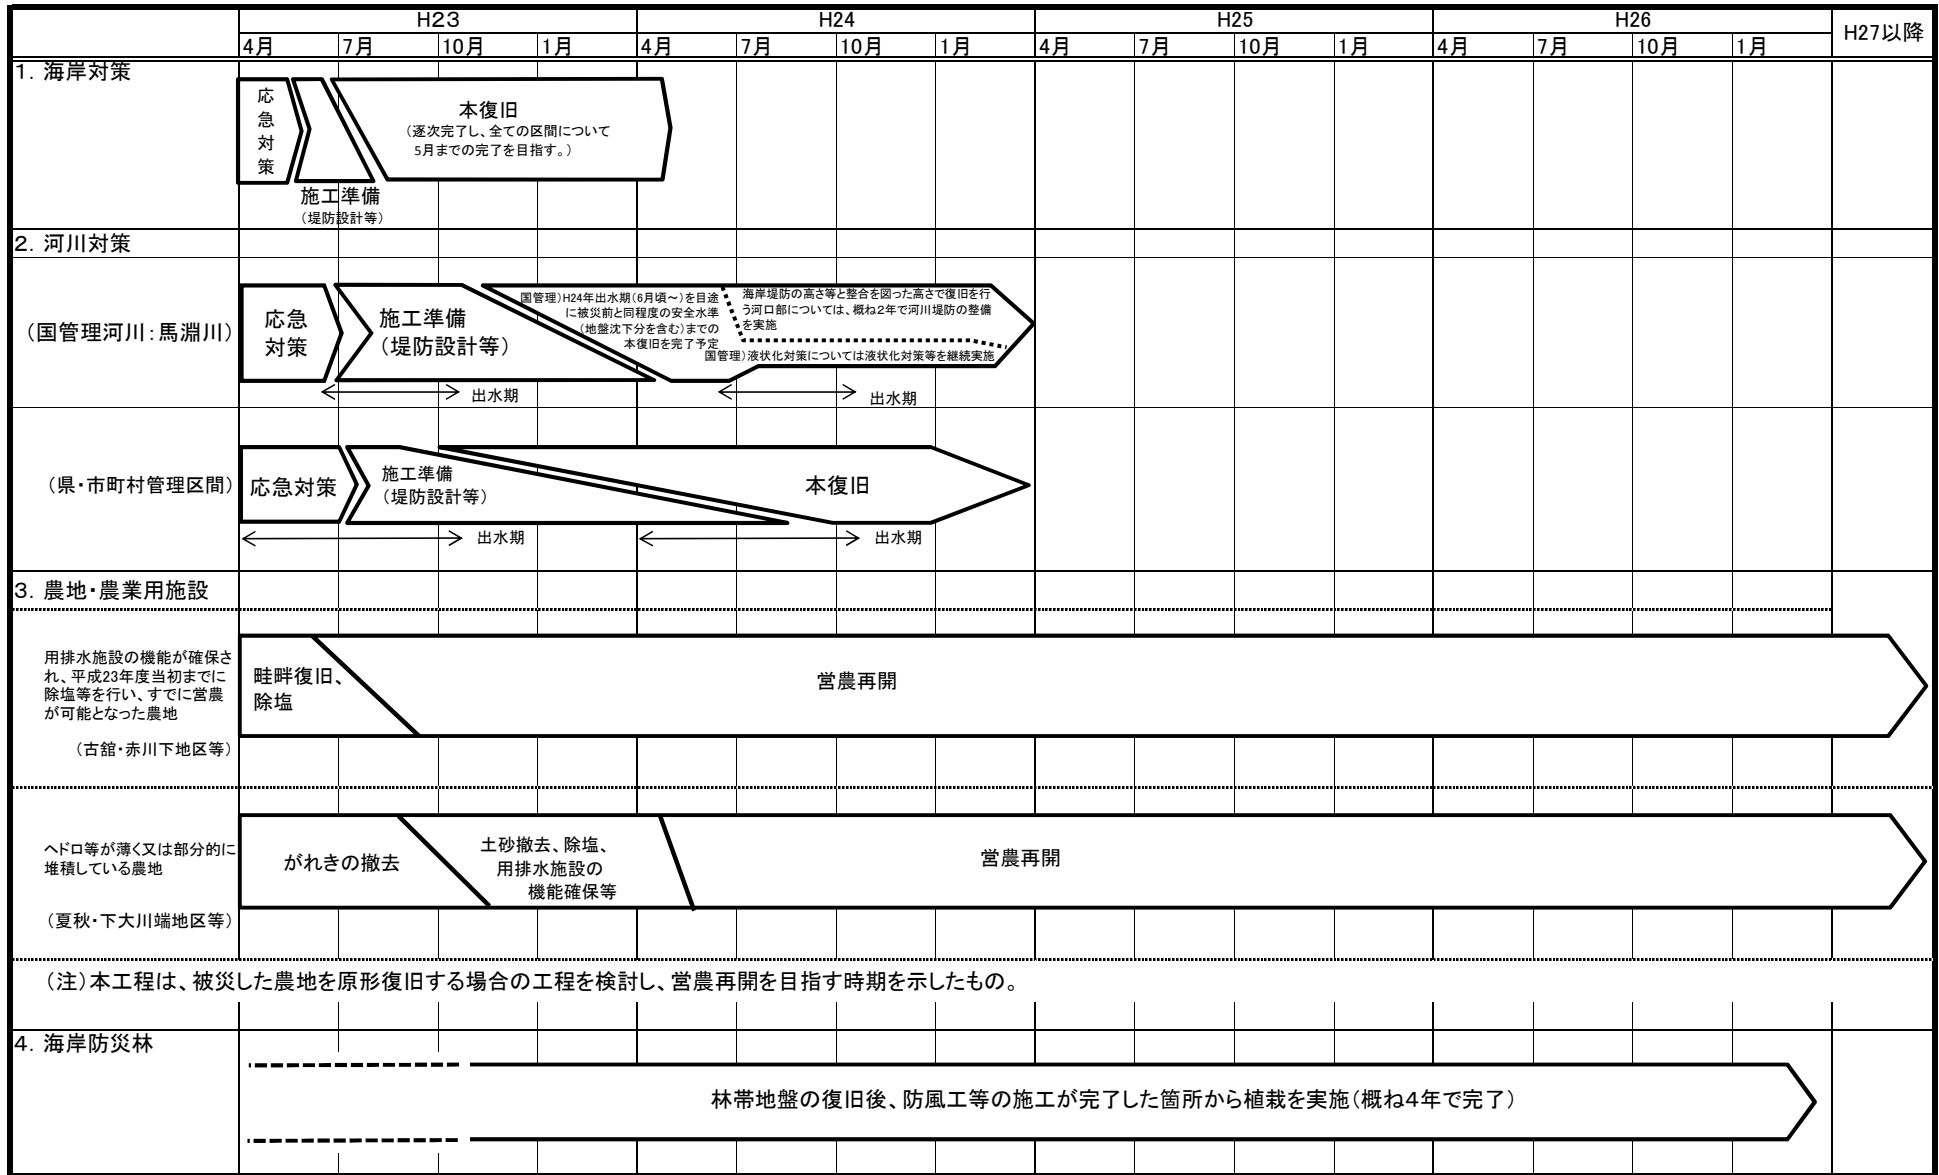 H23 H24 H25 H26 H27以降
4月 7月 10月 1月 4月 7月 10月 1月 4月 7月 10月 1月 4月 7月 10月 1月
1. 海岸対策
応急対策
本復旧
（逐次完了し、全ての区間について
5月までの完了を目指す。）
施工準備
（堤防設計等）
2. 河川対策
（国管理河川：馬淵川）
応急
対策
施工準備
（堤防設計等）
国管理）H24年出水期（6月頃～）を目途
に被災前と同程度の安全水準
（地盤沈下分を含む）までの
本復旧を完了予定
海岸堤防の高さ等と整合を図った高さで復旧を行
う河口部については、概ね２年で河川堤防の整備
を実施
国管理）液状化対策については液状化対策等を継続実施
出水期
出水期
（県・市町村管理区間）
応急対策
施工準備
（堤防設計等）
本復旧
出水期
出水期
3. 農地・農業用施設
用排水施設の機能が確保さ
れ、平成23年度当初までに
除塩等を行い、すでに営農
が可能となった農地
（古舘・赤川下地区等）
畦畔復旧、
除塩
営農再開
ヘドロ等が薄く又は部分的に
堆積している農地
（夏秋・下大川端地区等）
がれきの撤去
土砂撤去、除塩、
用排水施設の
機能確保等
営農再開
（注）本工程は、被災した農地を原形復旧する場合の工程を検討し、営農再開を目指す時期を示したもの。
4. 海岸防災林
林帯地盤の復旧後、防風工等の施工が完了した箇所から植栽を実施（概ね４年で完了）